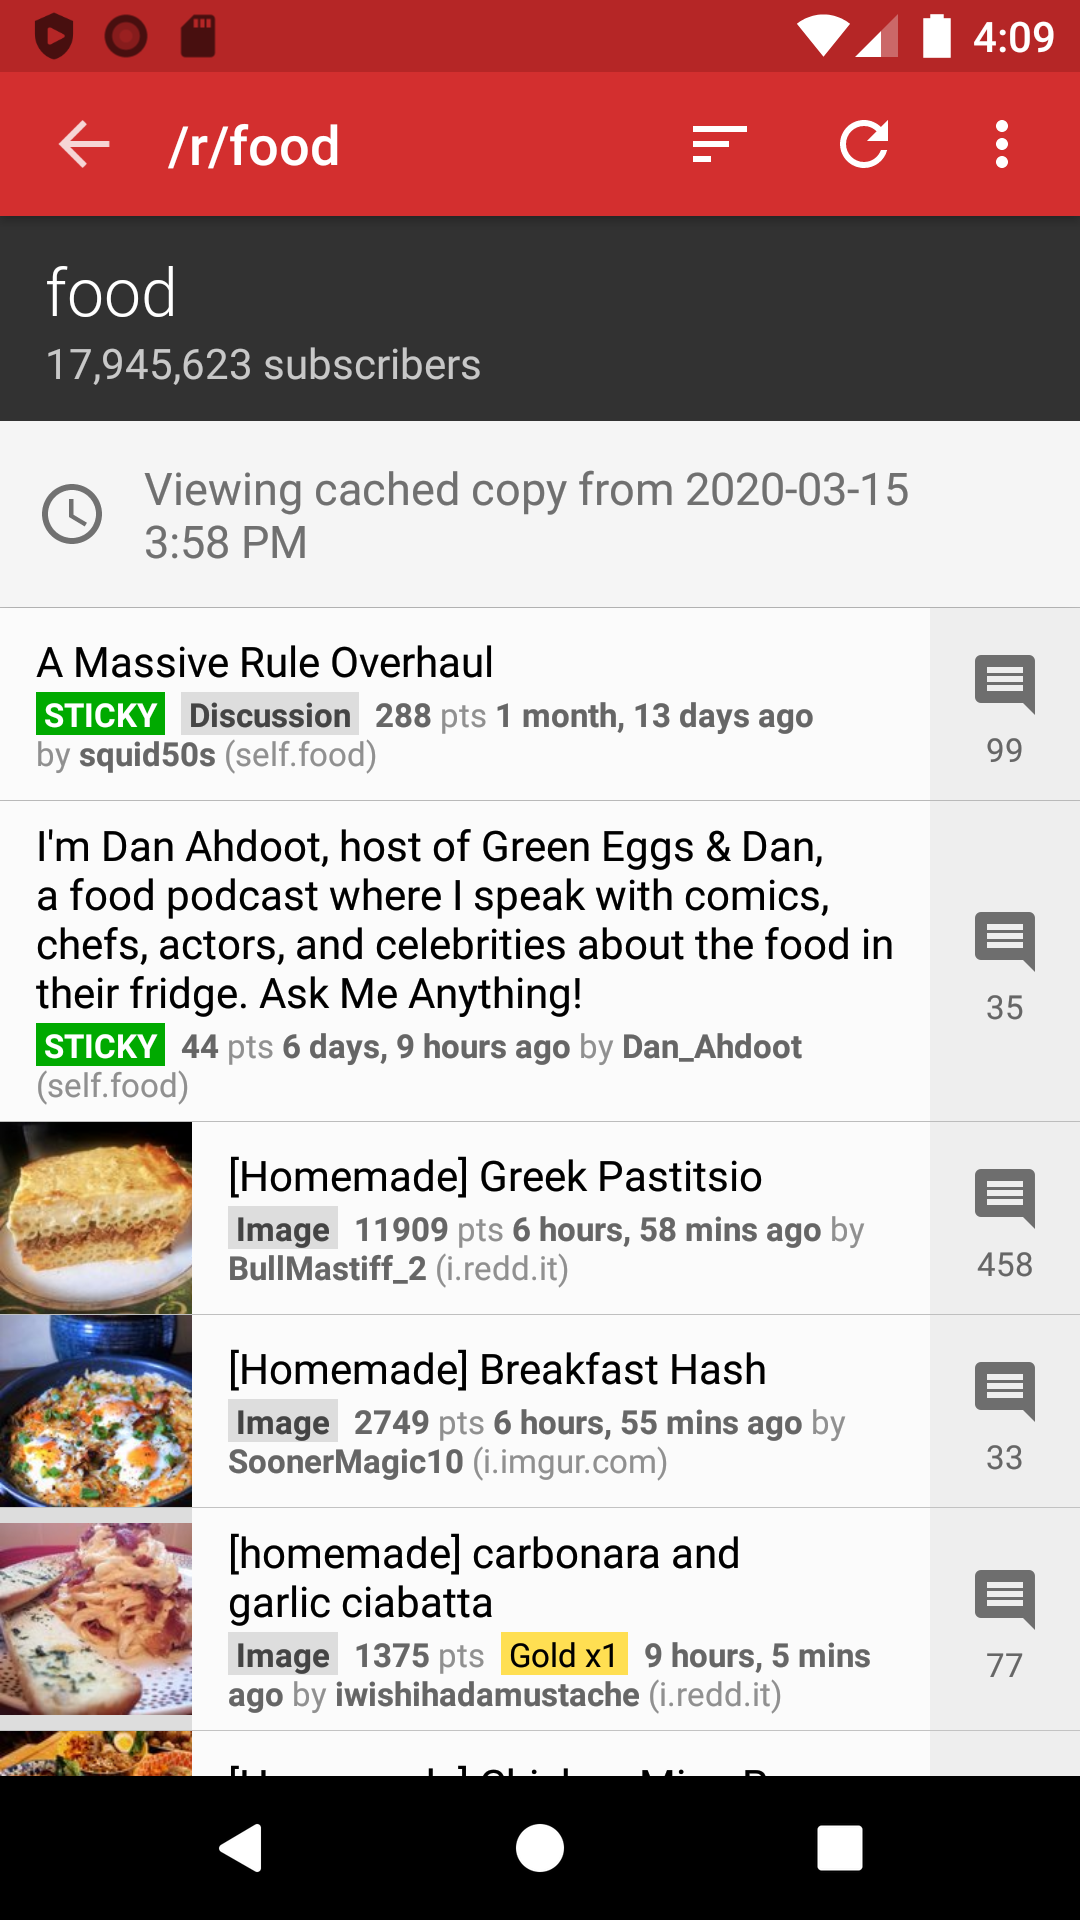 4:09
/r/food
food
17,945,623 subscribers
Viewing cached copy from 2020-03-15
3:58 PM
A Massive Rule Overhaul
STICKY Discussion 288 pts 1 month, 13 days ago
by squid50s (self.food)
99
I'm Dan Ahdoot, host of Green Eggs & Dan,
a food podcast where I speak with comics,
chefs, actors, and celebrities about the food in
their fridge. Ask Me Anything!
STICKY 44 pts 6 days, 9 hours ago by Dan_Ahdoot
(self.food)
35
[Homemade] Greek Pastitsio
Image 11909 pts 6 hours, 58 mins ago by
BullMastiff_2 (i.redd.it)
458
[Homemade] Breakfast Hash
Image 2749 pts 6 hours, 55 mins ago by
SoonerMagic10 (i.imgur.com)
33
[homemade] carbonara and
garlic ciabatta
Image 1375 pts Gold x1 9 hours, 5 mins
ago by iwishihadamustache (i.redd.it)
77